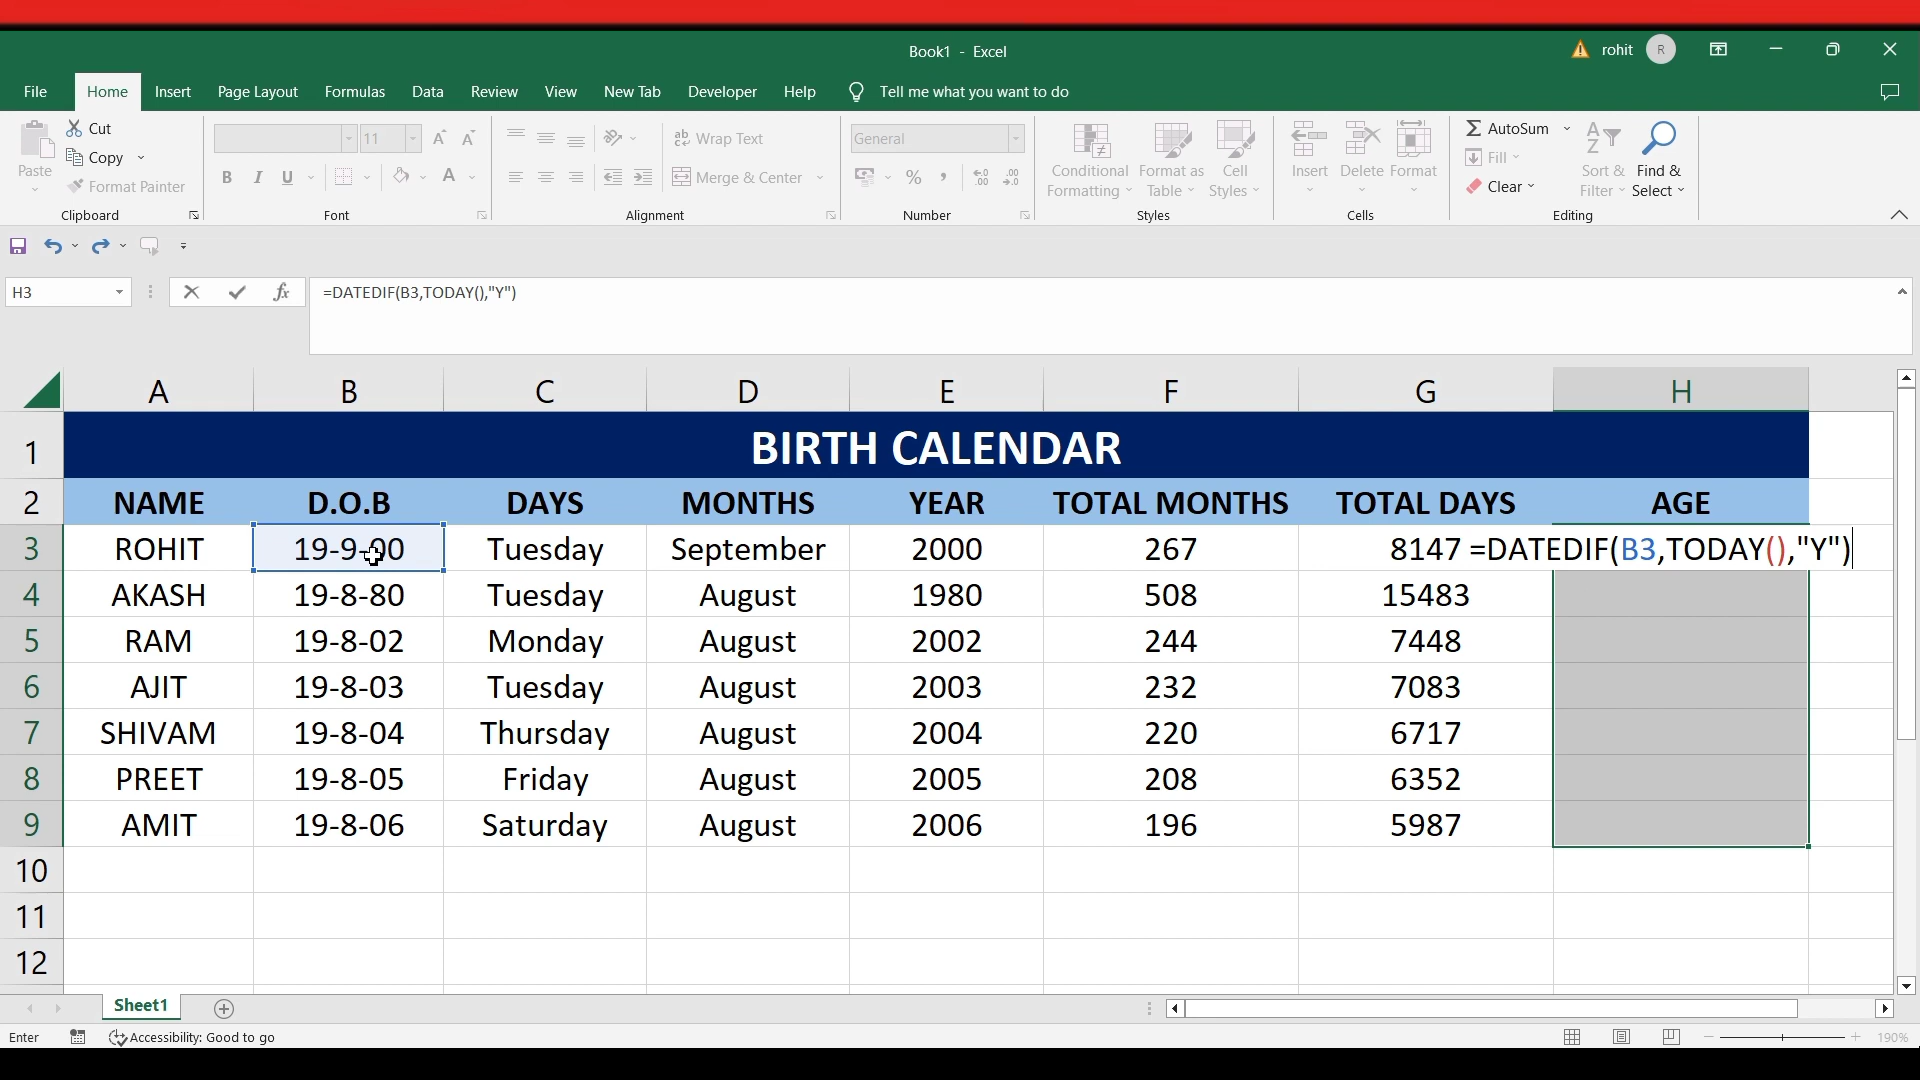 Book1 - Excel
rohit R
File Home Insert Page Layout Formulas Data Review View New Tab Developer Help Tell me what you want to do
Paste
Cut
Copy
Format Painter
Clipboard
11
B I U A
Font
ab Wrap Text
Merge & Center
Alignment
General
% ,
Number
Conditional Formatting
Format as Table
Cell Styles
Styles
Insert Delete Format
Cells
AutoSum
Fill
Clear
Sort & Filter
Find & Select
Editing
H3 fx =DATEDIF(B3,TODAY(),"Y")
A B C D E F G H
1 BIRTH CALENDAR
2 NAME D.O.B DAYS MONTHS YEAR TOTAL MONTHS TOTAL DAYS AGE
3 ROHIT 19-9-00 Tuesday September 2000 267 8147 =DATEDIF(B3,TODAY(),"Y")
4 AKASH 19-8-80 Tuesday August 1980 508 15483
5 RAM 19-8-02 Monday August 2002 244 7448
6 AJIT 19-8-03 Tuesday August 2003 232 7083
7 SHIVAM 19-8-04 Thursday August 2004 220 6717
8 PREET 19-8-05 Friday August 2005 208 6352
9 AMIT 19-8-06 Saturday August 2006 196 5987
10
11
12
Sheet1
Enter Accessibility: Good to go 190%